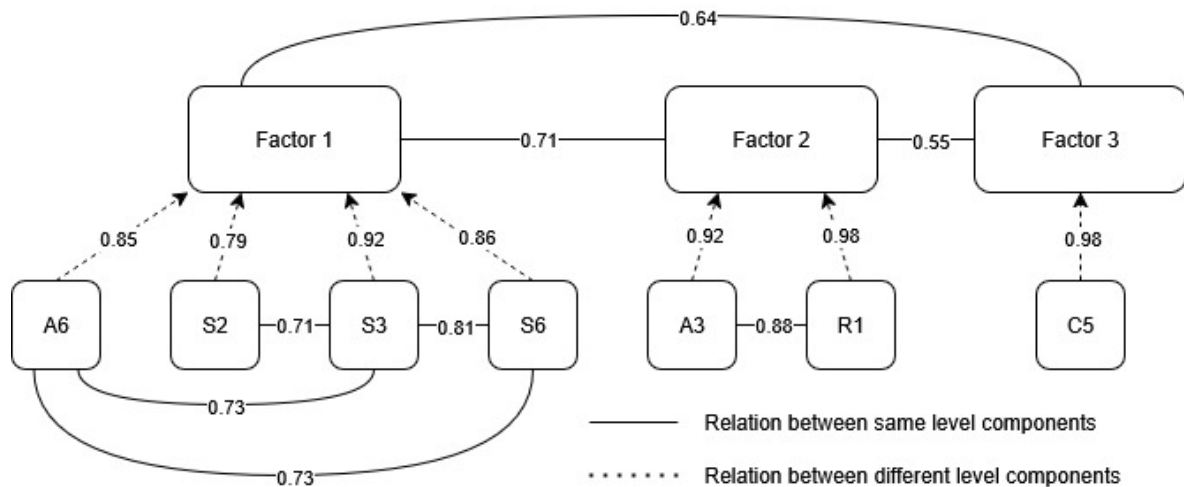 0.64
Factor 1
0.71
Factor 2
0.55
Factor 3
0.85
0.79
0.92
0.86
0.92
0.98
0.98
A6
S2
0.71
S3
0.81
S6
A3
0.88
R1
C5
0.73
Relation between same level components
0.73
Relation between different level components